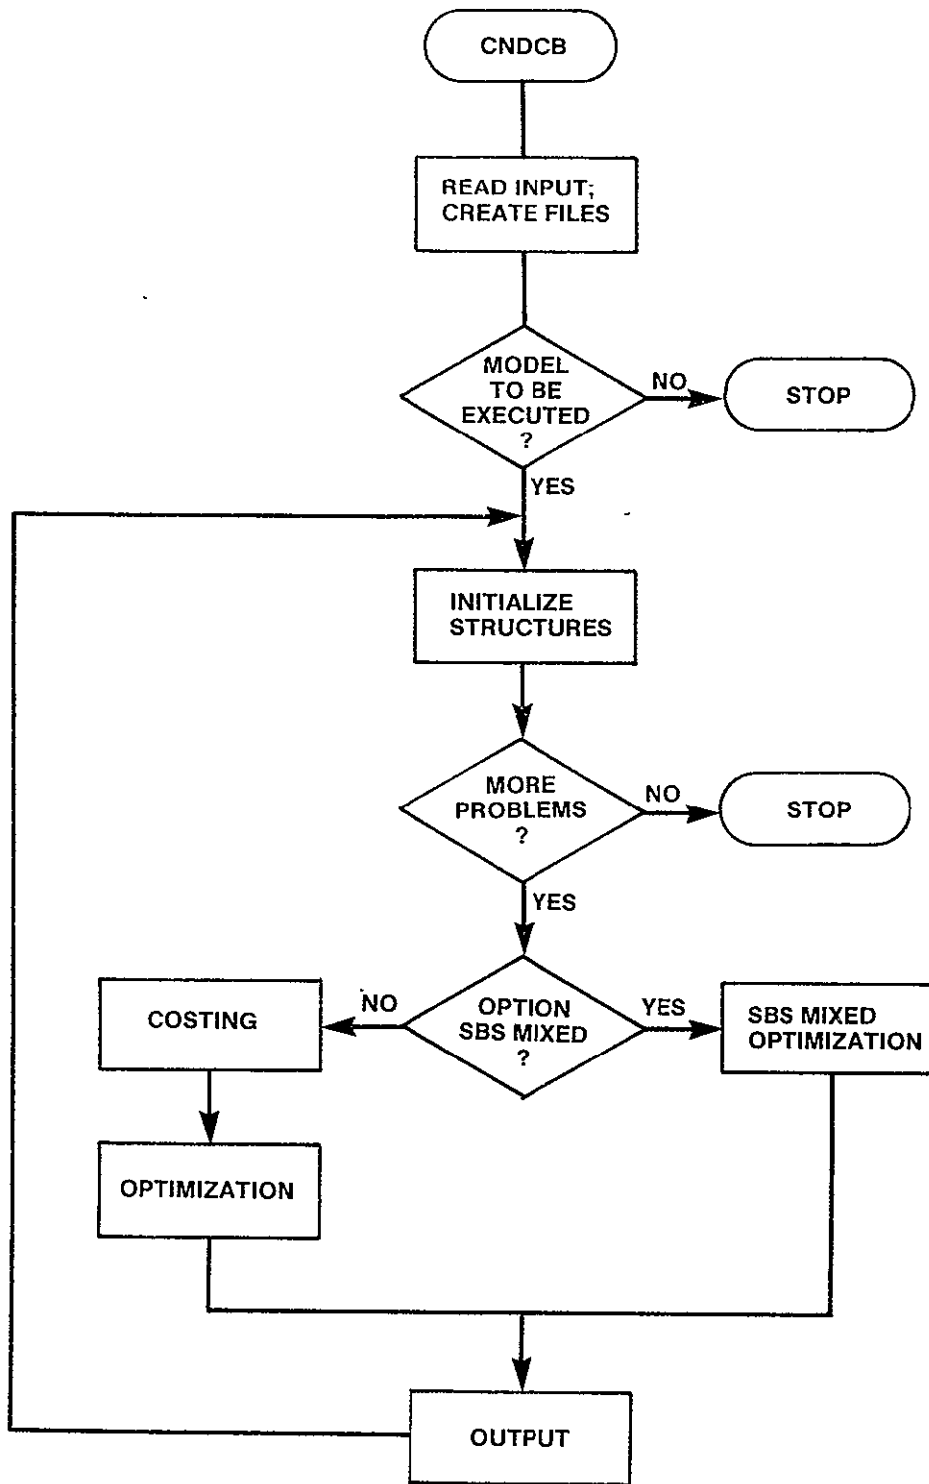 CNDCB
READ INPUT;
CREATE FILES
MODEL
TO BE
EXECUTED
?
NO
STOP
YES
INITIALIZE
STRUCTURES
MORE
PROBLEMS
?
NO
STOP
YES
COSTING
NO
OPTION
SBS MIXED
?
YES
SBS MIXED
OPTIMIZATION
OPTIMIZATION
OUTPUT